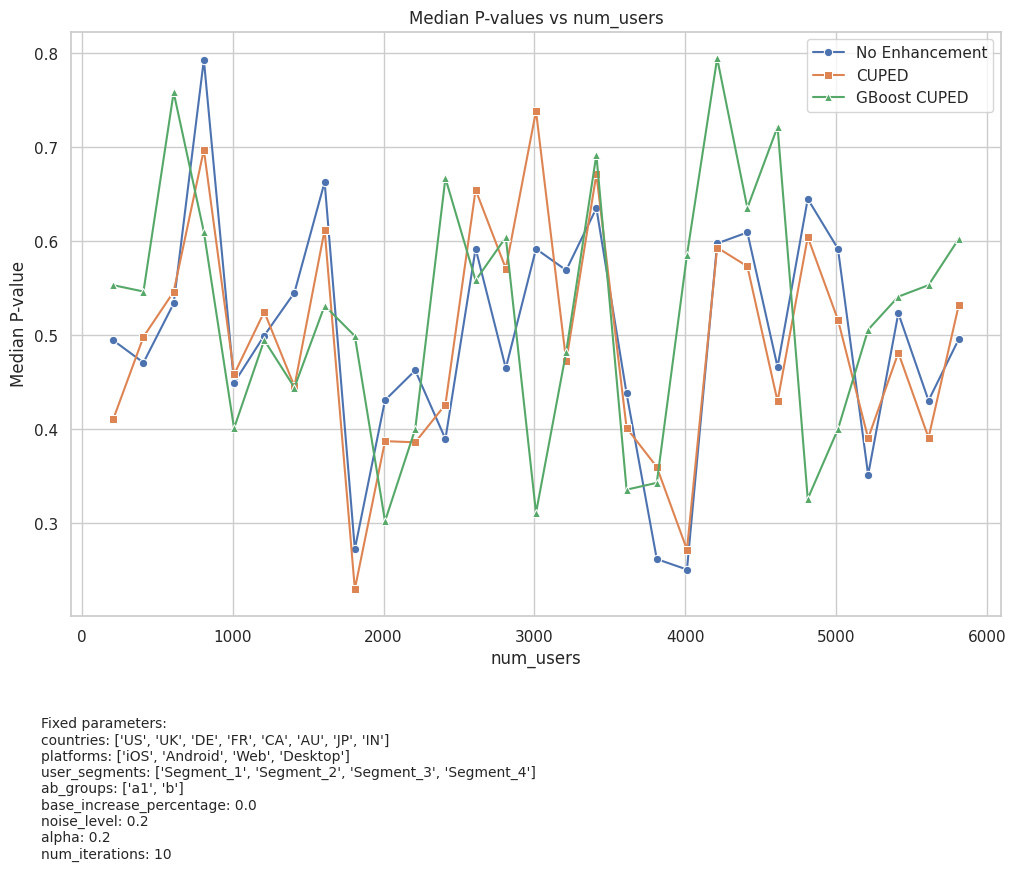 Median P-values vs num_users
No Enhancement
CUPED
GBoost CUPED
Median P-value
0.8
0.7
0.6
0.5
0.4
0.3
0
1000
2000
3000
4000
5000
6000
num_users
Fixed parameters:
countries: ['US', 'UK', 'DE', 'FR', 'CA', 'AU', 'JP', 'IN']
platforms: ['iOS', 'Android', 'Web', 'Desktop']
user_segments: ['Segment_1', 'Segment_2', 'Segment_3', 'Segment_4']
ab_groups: ['a1', 'b']
base_increase_percentage: 0.0
noise_level: 0.2
alpha: 0.2
num_iterations: 10